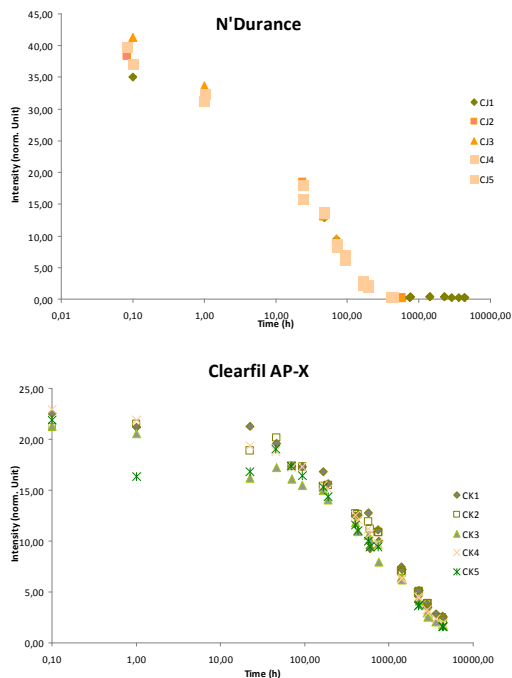 N'Durance
45,00
40,00
35,00
30,00
25,00
20,00
15,00
10,00
5,00
0,00
Intensity (norm. Unit)
CJ1
CJ2
CJ3
CJ4
CJ5
0,01 0,10 1,00 10,00 100,00 1000,00 10000,00
Time (h)
Clearfil AP-X
25,00
20,00
15,00
10,00
5,00
0,00
Intensity (norm. Unit)
CK1
CK2
CK3
CK4
CK5
0,10 1,00 10,00 100,00 1000,00 10000,00
Time (h)